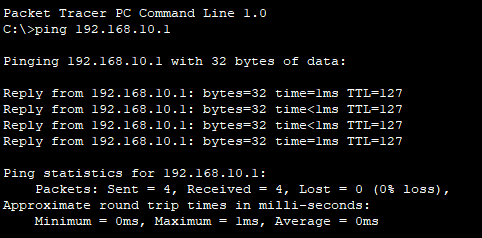 Packet Tracer PC Command Line 1.0
C:\>ping 192.168.10.1
Pinging 192.168.10.1 with 32 bytes of data:
Reply from 192.168.10.1: bytes=32 time=1ms TTL=127
Reply from 192.168.10.1: bytes=32 time<1ms TTL=127
Reply from 192.168.10.1: bytes=32 time<1ms TTL=127
Reply from 192.168.10.1: bytes=32 time=1ms TTL=127
Ping statistics for 192.168.10.1:
Packets: Sent = 4, Received = 4, Lost = 0 (0% loss),
Approximate round trip times in milli-seconds:
Minimum = 0ms, Maximum = 1ms, Average = 0ms